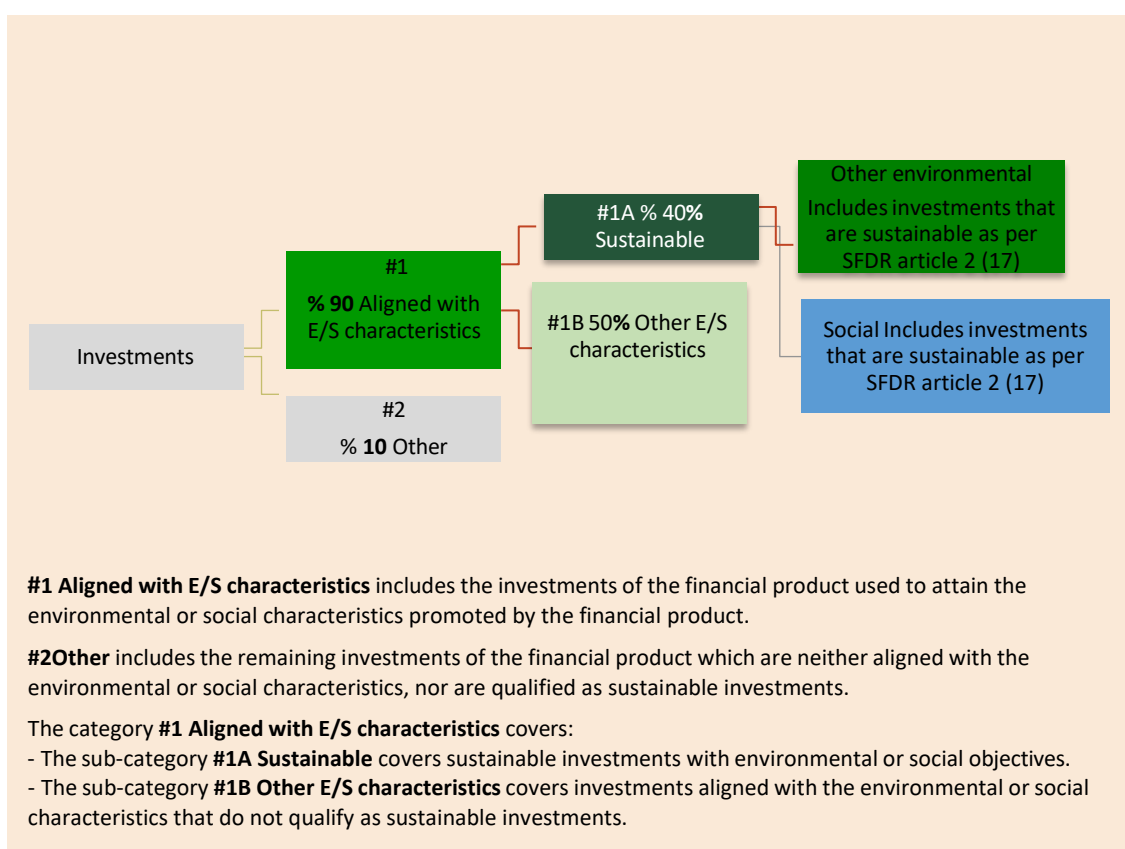 Investments
#1
% 90 Aligned with
E/S characteristics
#2
% 10 Other
#1A % 40%
Sustainable
#1B 50% Other E/S
characteristics
Other environmental
Includes investments that
are sustainable as per
SFDR article 2 (17)
Social Includes investments
that are sustainable as per
SFDR article 2 (17)
#1 Aligned with E/S characteristics includes the investments of the financial product used to attain the
environmental or social characteristics promoted by the financial product.
#2Other includes the remaining investments of the financial product which are neither aligned with the
environmental or social characteristics, nor are qualified as sustainable investments.
The category #1 Aligned with E/S characteristics covers:
- The sub-category #1A Sustainable covers sustainable investments with environmental or social objectives.
- The sub-category #1B Other E/S characteristics covers investments aligned with the environmental or social
characteristics that do not qualify as sustainable investments.